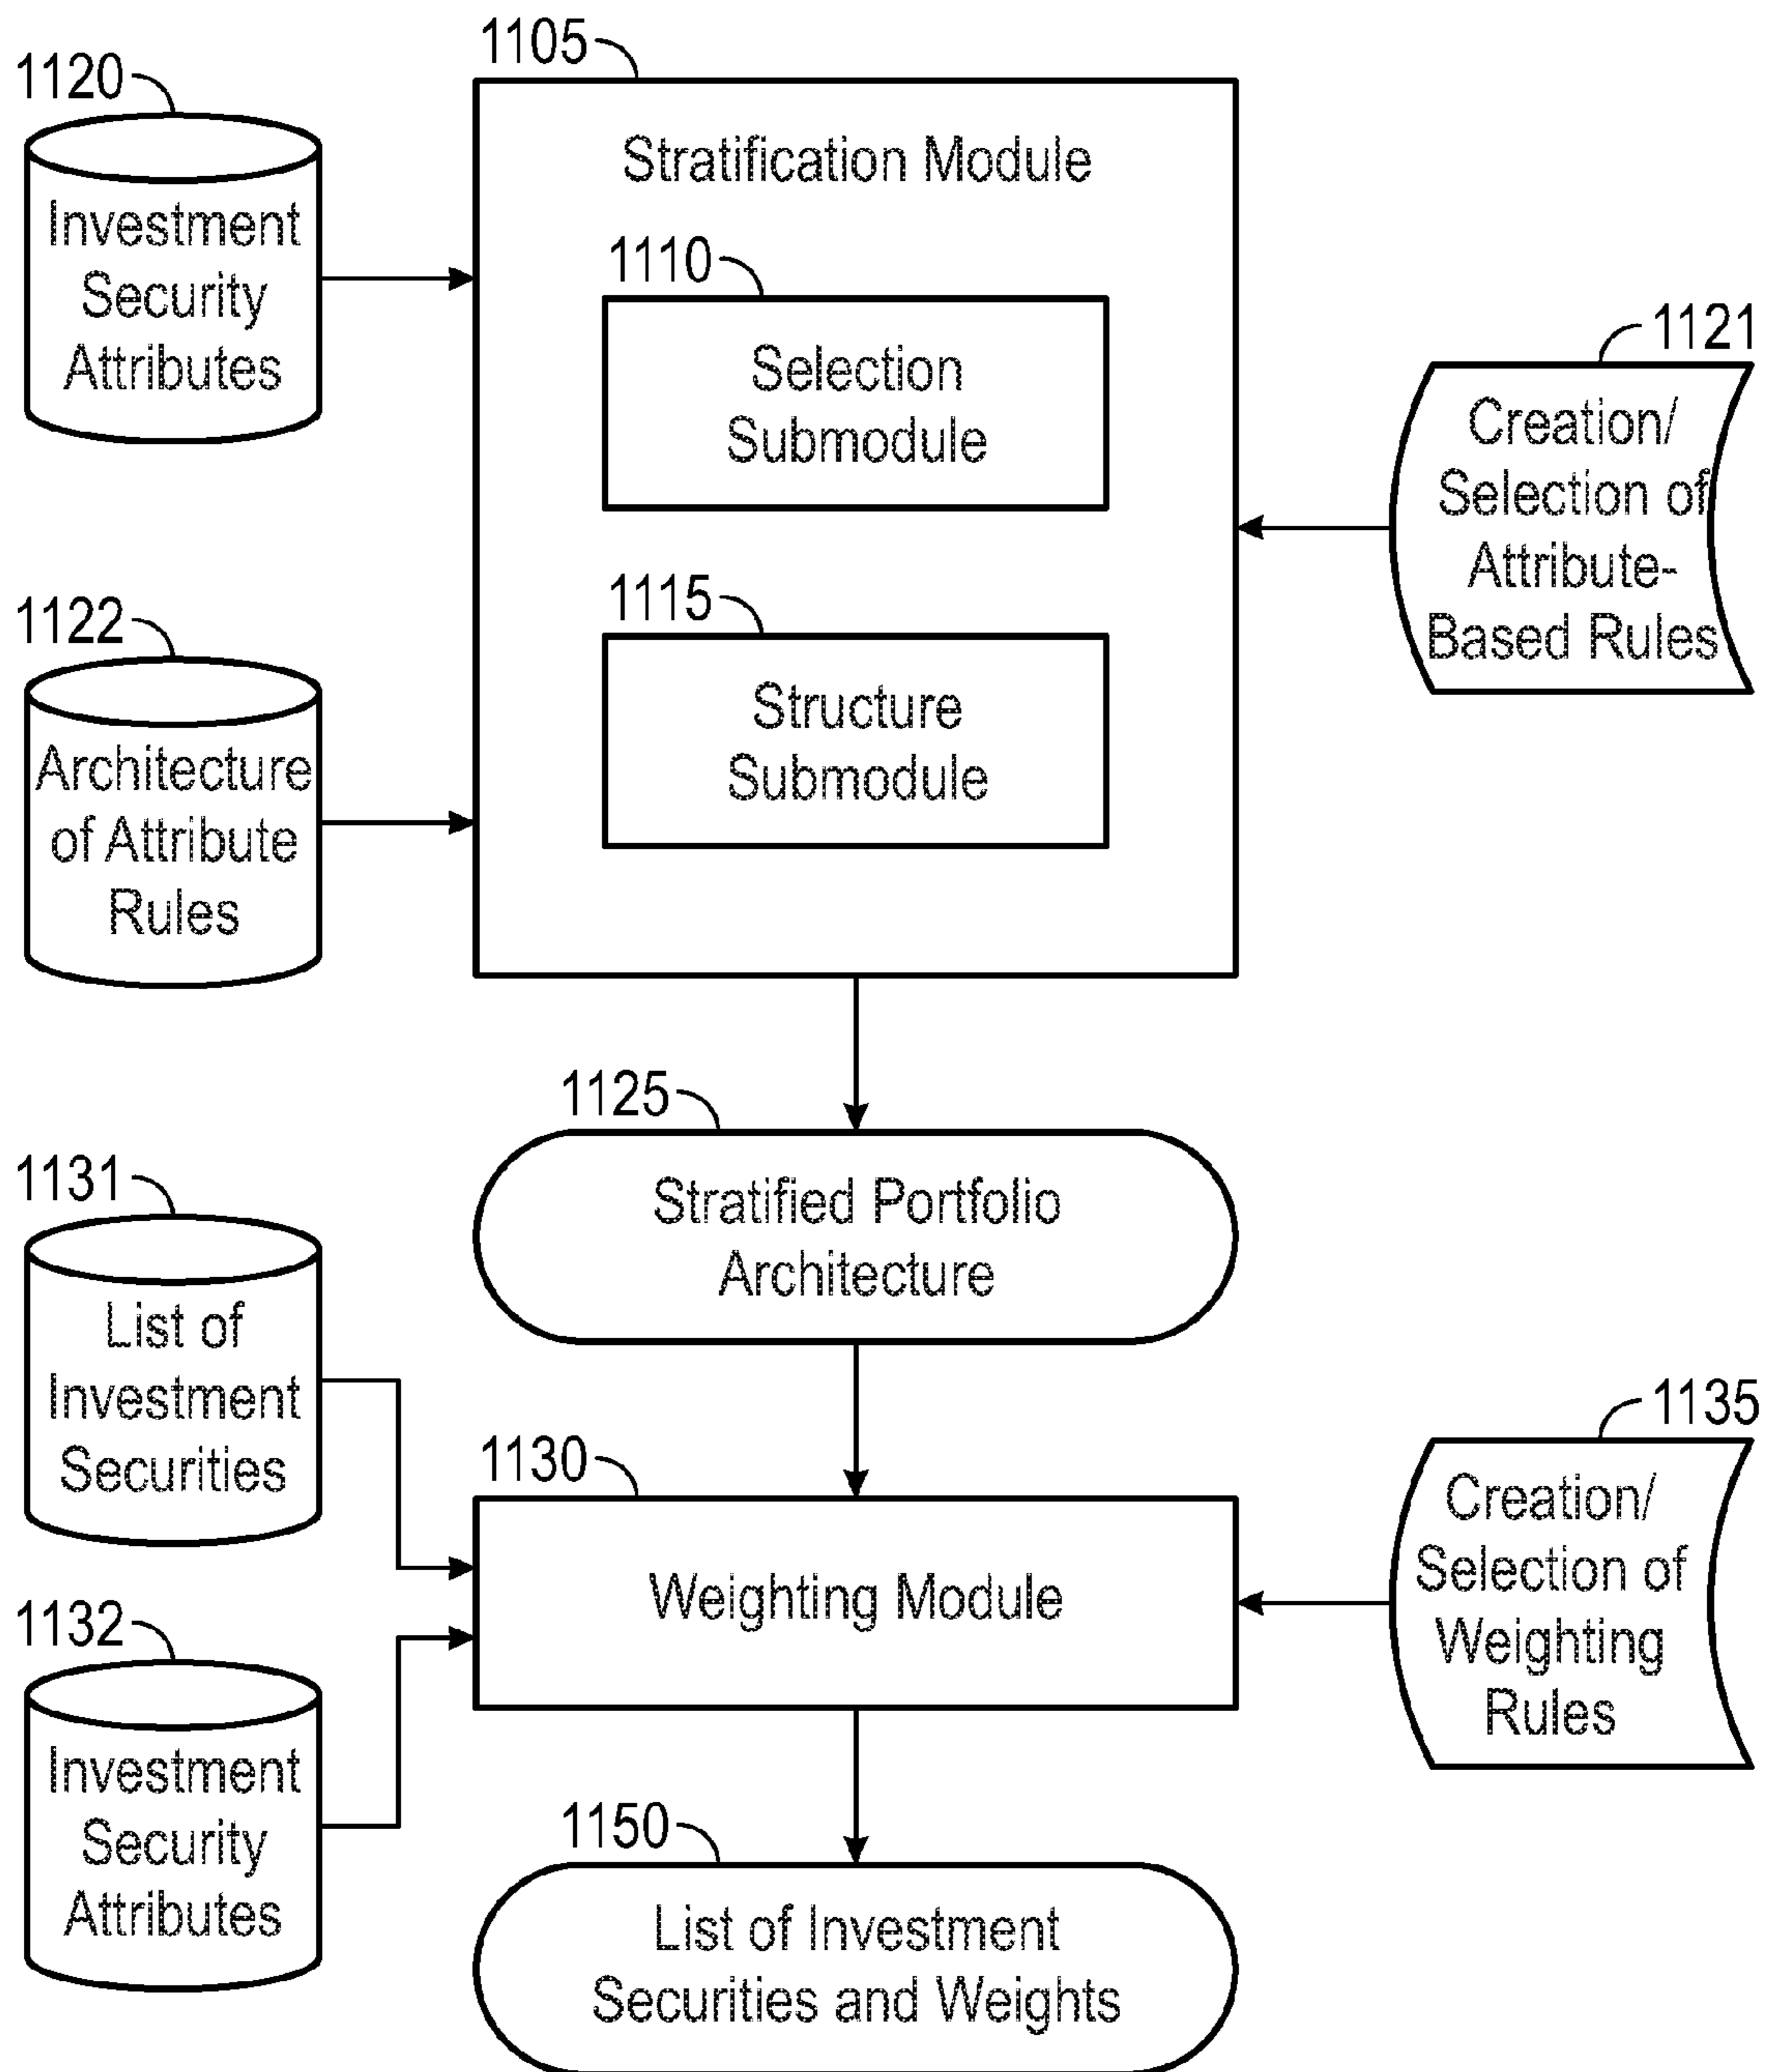 1105
1120
Stratification Module
Investment
Security
Attributes
1110
Selection
Submodule
1121
Creation/
Selection of
Attribute-
Based Rules
1122
Architecture
of Attribute
Rules
1115
Structure
Submodule
1125
Stratified Portfolio
Architecture
1131
List of
Investment
Securities
1130
Weighting Module
1135
Creation/
Selection of
Weighting
Rules
1132
Investment
Security
Attributes
1150
List of Investment
Securities and Weights